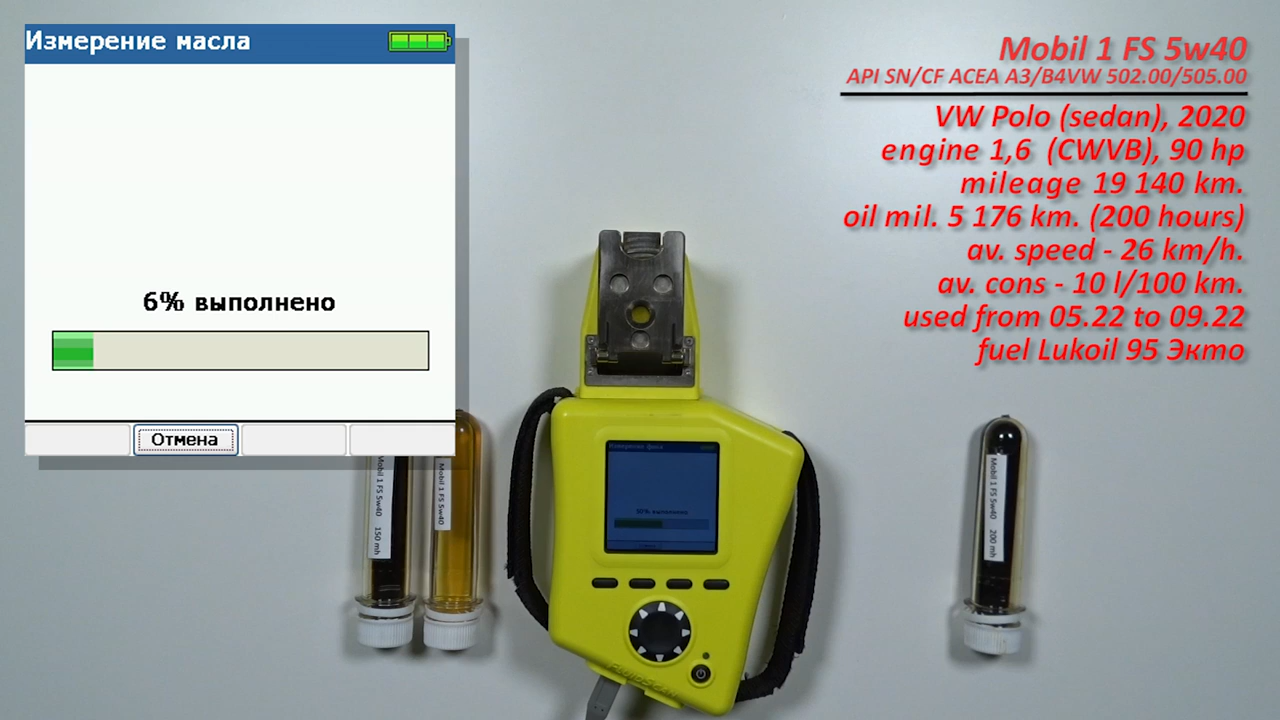 Измерение масла
6% выполнено
Отмена
Mobil 1 FS 5w40
API SN/CF ACEA A3/B4VW 502.00/505.00
VW Polo (sedan), 2020
engine 1,6 (CWVB), 90 hp
mileage 19 140 km.
oil mil. 5 176 km. (200 hours)
av. speed - 26 km/h.
av. cons - 10 l/100 km.
used from 05.22 to 09.22
fuel Lukoil 95 Экто
Mobil 1 FS 5w40 150 mh
Mobil 1 FS 5w40
выполнено
FluidScan
Mobil 1 FS 5w40 200 mh